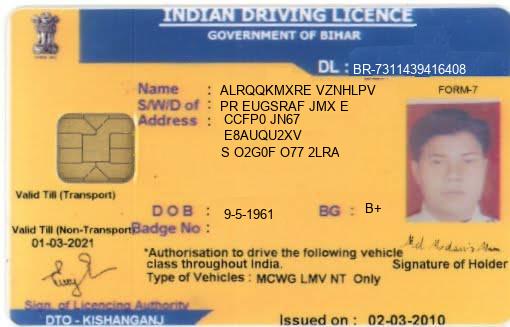 INDIAN DRIVING LICENCE
GOVERNMENT OF BIHAR
DL : BR-7311439416408
Name : ALRQQKMXRE VZNHLPV
FORM-7
S/W/D of : PR EUGSRAF JMX E
Address : CCFP0 JN67
E8AUQU2XV
S O2G0F O77 2LRA
Valid Till (Transport)
D O B : 9-5-1961 BG : B+
Valid Till (Non-Transport)
Badge No :
01-03-2021
*Authorisation to drive the following vehicle
class throughout India.
Signature of Holder
Type of Vehicles : MCWG LMV NT Only
Sign. of Licencing Authority
DTO - KISHANGANJ
Issued on : 02-03-2010